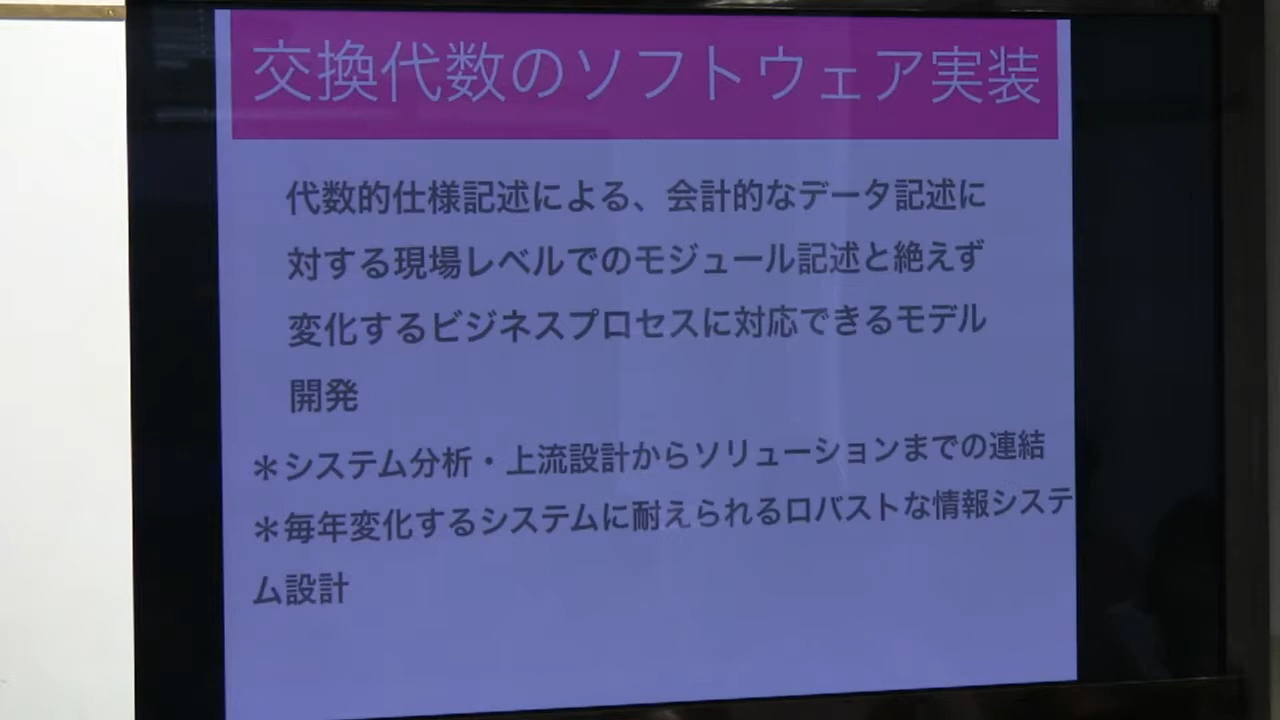 交換代数のソフトウェア実装
代数的仕様記述による、会計的なデータ記述に
対する現場レベルでのモジュール記述と絶えず
変化するビジネスプロセスに対応できるモデル
開発
＊システム分析・上流設計からソリューションまでの連結
＊毎年変化するシステムに耐えられるロバストな情報システ
ム設計